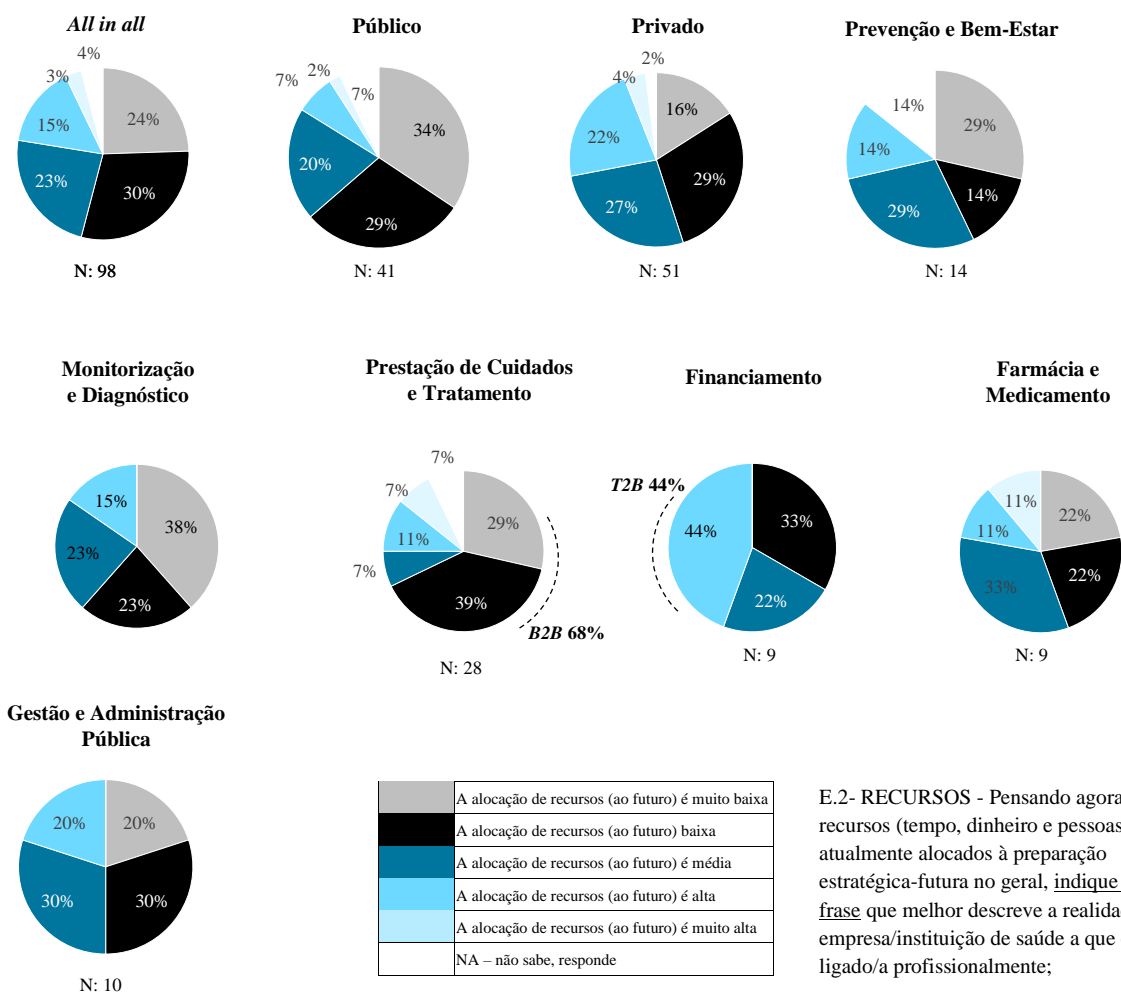 All in all
4%
3%
24%
15%
23%
30%
N: 98
Público
7%
2%
7%
34%
20%
29%
N: 41
Privado
2%
4%
16%
22%
29%
27%
N: 51
Prevenção e Bem-Estar
14%
29%
14%
14%
29%
N: 14
Monitorização
e Diagnóstico
15%
38%
23%
23%
Prestação de Cuidados
e Tratamento
7%
7%
29%
11%
7%
39%
B2B 68%
N: 28
Financiamento
T2B 44%
44%
33%
22%
N: 9
Farmácia e
Medicamento
11%
22%
11%
33%
22%
N: 9
Gestão e Administração
Pública
20%
20%
30%
30%
N: 10
A alocação de recursos (ao futuro) é muito baixa
A alocação de recursos (ao futuro) baixa
A alocação de recursos (ao futuro) é média
A alocação de recursos (ao futuro) é alta
A alocação de recursos (ao futuro) é muito alta
NA – não sabe, responde
E.2- RECURSOS - Pensando agora
recursos (tempo, dinheiro e pessoas
atualmente alocados à preparação
estratégica-futura no geral, indique
frase que melhor descreve a realida
empresa/instituição de saúde a que
ligado/a profissionalmente;